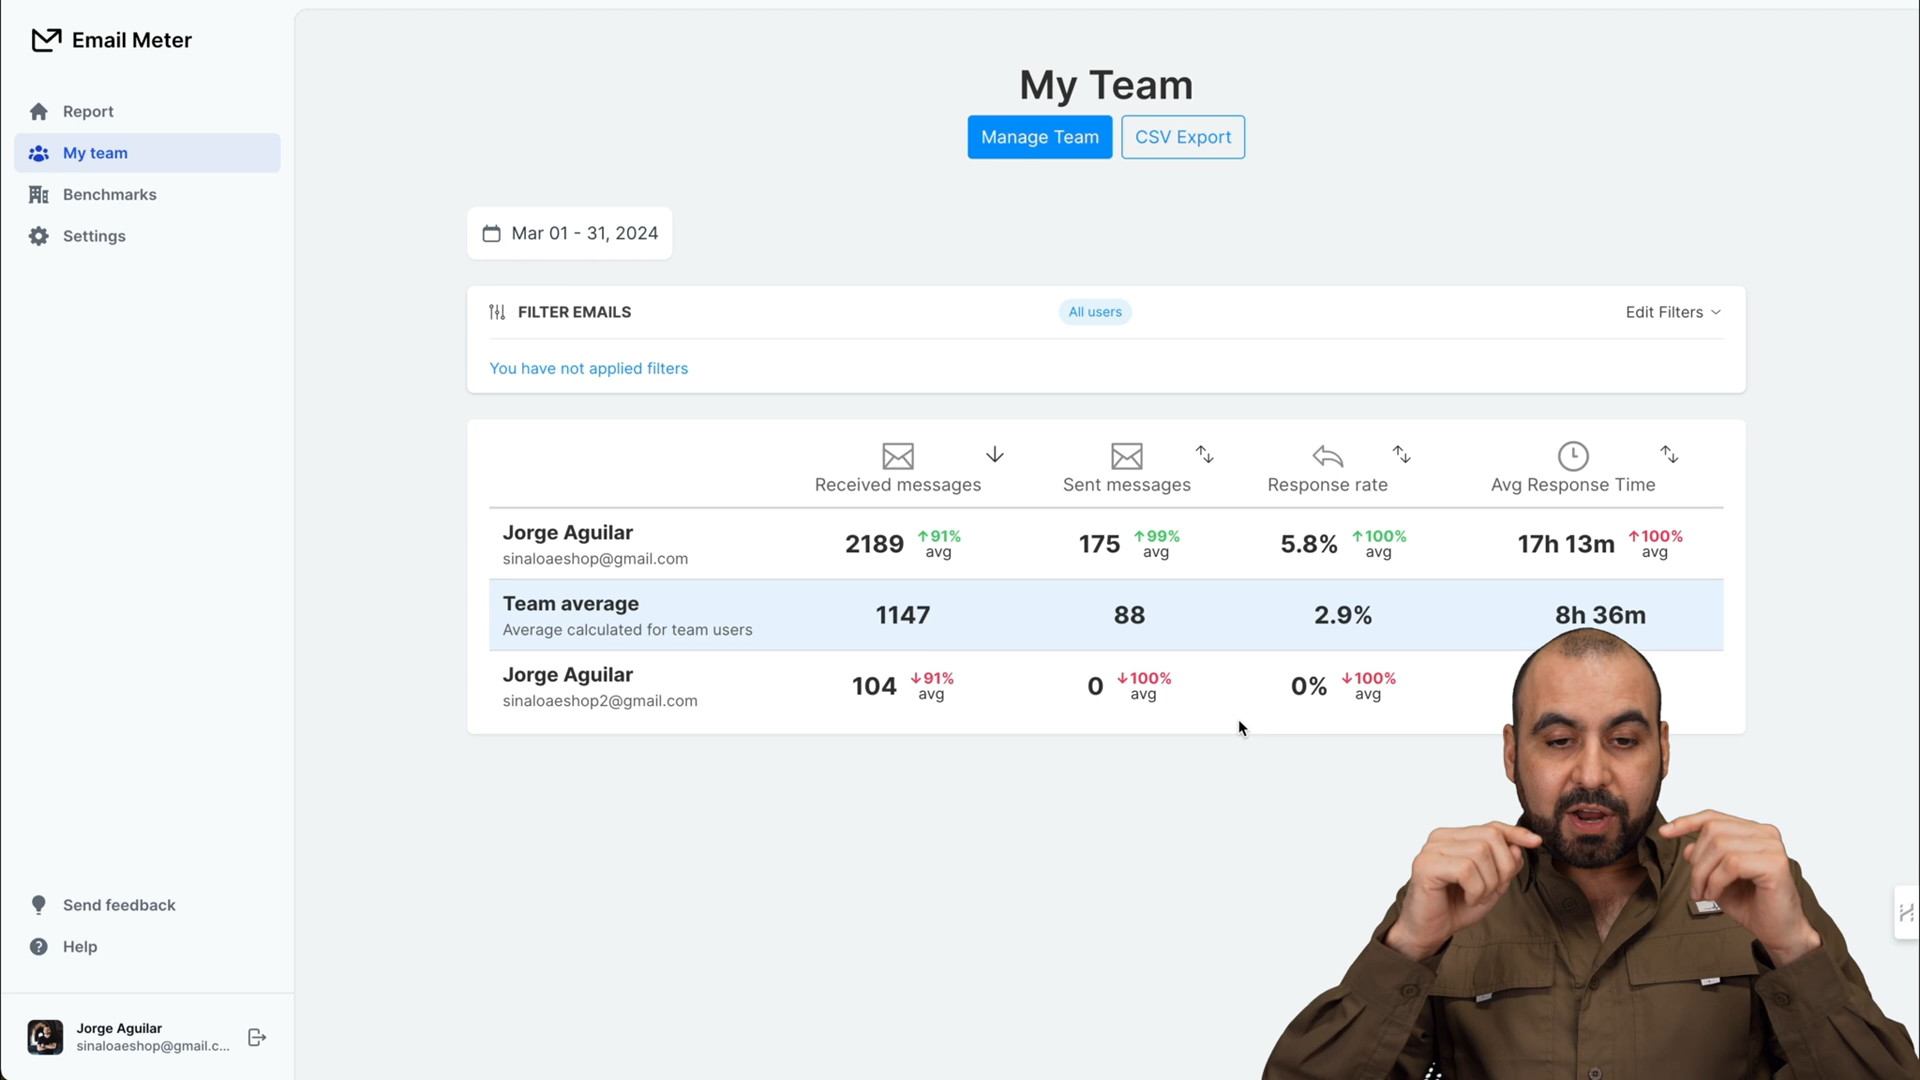 Email Meter
Report
My team
Benchmarks
Settings
Send feedback
Help
Jorge Aguilar
sinaloaeshop@gmail.c...
My Team
Manage Team
CSV Export
Mar 01 - 31, 2024
FILTER EMAILS
All users
Edit Filters
You have not applied filters
Received messages
Sent messages
Response rate
Avg Response Time
Jorge Aguilar
sinaloaeshop@gmail.com
2189 ↑91% avg
175 ↑99% avg
5.8% ↑100% avg
17h 13m ↑100% avg
Team average
Average calculated for team users
1147
88
2.9%
8h 36m
Jorge Aguilar
sinaloaeshop2@gmail.com
104 ↓91% avg
0 ↓100% avg
0% ↓100% avg